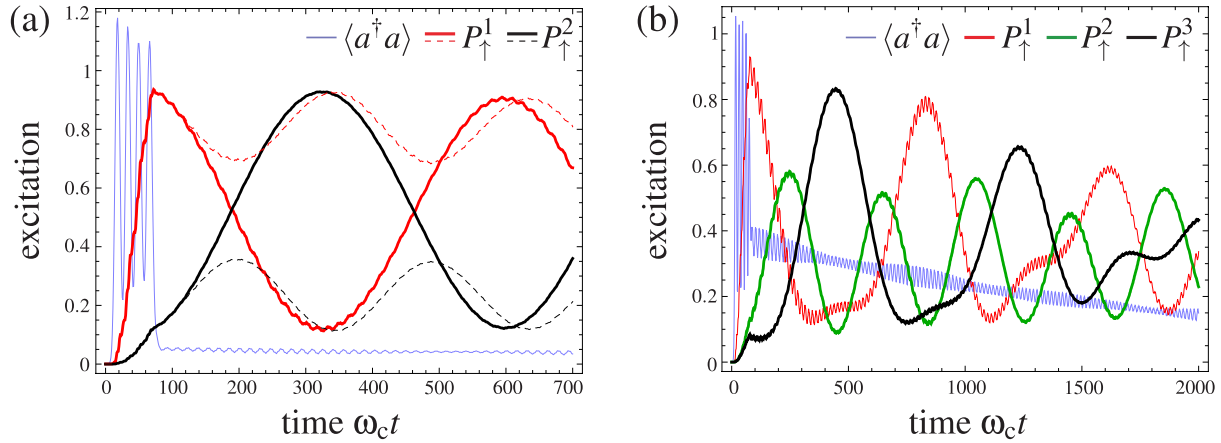 (a)
1.2
1.0
0.8
0.6
0.4
0.2
0
excitation
⟨a†a⟩ P↑¹ P↑²
0 100 200 300 400 500 600 700
time ωct
(b)
1.0
0.8
0.6
0.4
0.2
0
excitation
⟨a†a⟩ P↑¹ P↑² P↑³
0 500 1000 1500 2000
time ωct